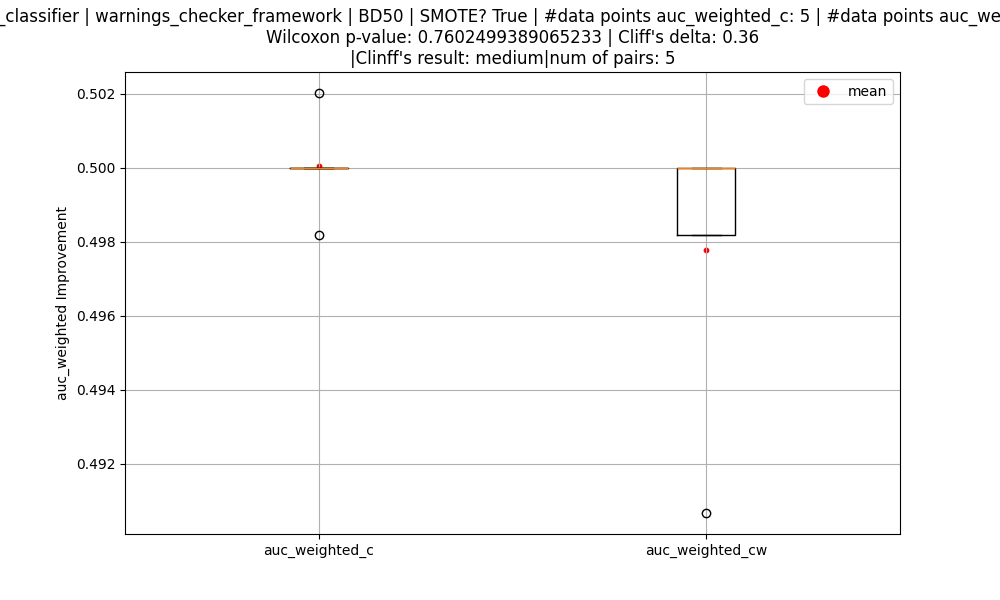 _classifier | warnings_checker_framework | BD50 | SMOTE? True | #data points auc_weighted_c: 5 | #data points auc_we
Wilcoxon p-value: 0.7602499389065233 | Cliff's delta: 0.36
|Clinff's result: medium|num of pairs: 5
mean
0.502
0.500
0.498
0.496
0.494
0.492
auc_weighted Improvement
auc_weighted_c
auc_weighted_cw